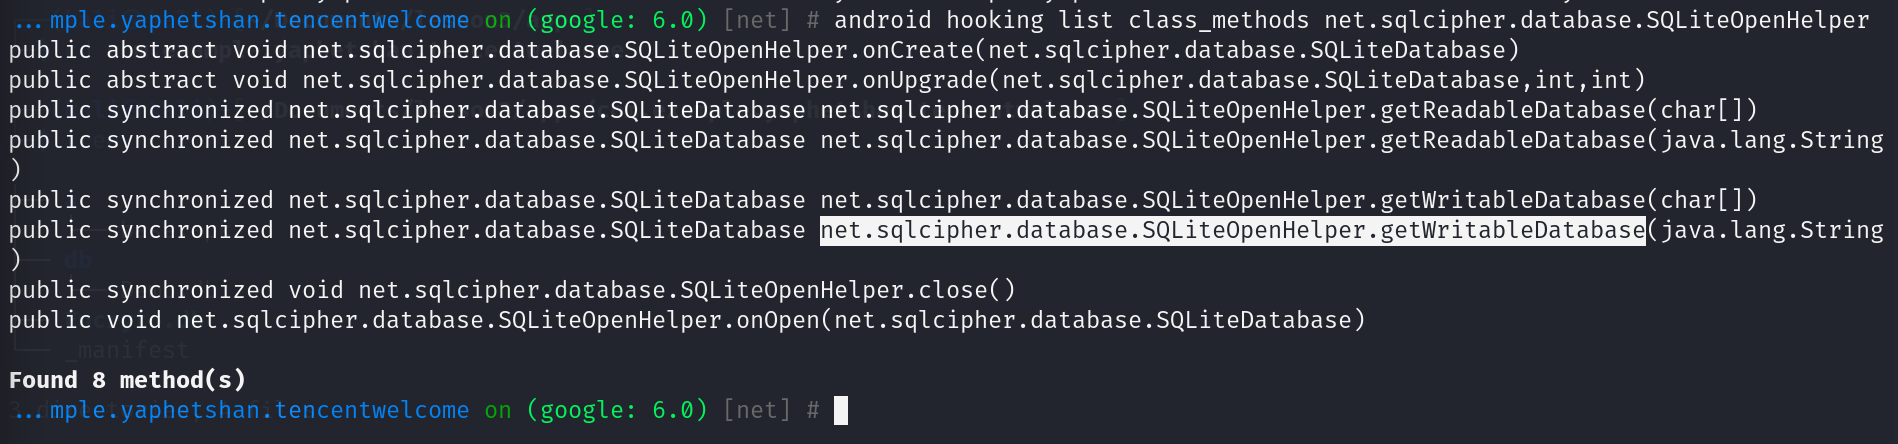 ...mple.yaphetshan.tencentwelcome on (google: 6.0) [net] # android hooking list class_methods net.sqlcipher.database.SQLiteOpenHelper
public abstract void net.sqlcipher.database.SQLiteOpenHelper.onCreate(net.sqlcipher.database.SQLiteDatabase)
public abstract void net.sqlcipher.database.SQLiteOpenHelper.onUpgrade(net.sqlcipher.database.SQLiteDatabase,int,int)
public synchronized net.sqlcipher.database.SQLiteDatabase net.sqlcipher.database.SQLiteOpenHelper.getReadableDatabase(char[])
public synchronized net.sqlcipher.database.SQLiteDatabase net.sqlcipher.database.SQLiteOpenHelper.getReadableDatabase(java.lang.String
)
public synchronized net.sqlcipher.database.SQLiteDatabase net.sqlcipher.database.SQLiteOpenHelper.getWritableDatabase(char[])
public synchronized net.sqlcipher.database.SQLiteDatabase net.sqlcipher.database.SQLiteOpenHelper.getWritableDatabase(java.lang.String
)
db
public synchronized void net.sqlcipher.database.SQLiteOpenHelper.close()
public void net.sqlcipher.database.SQLiteOpenHelper.onOpen(net.sqlcipher.database.SQLiteDatabase)
_manifest
Found 8 method(s)
...mple.yaphetshan.tencentwelcome on (google: 6.0) [net] #